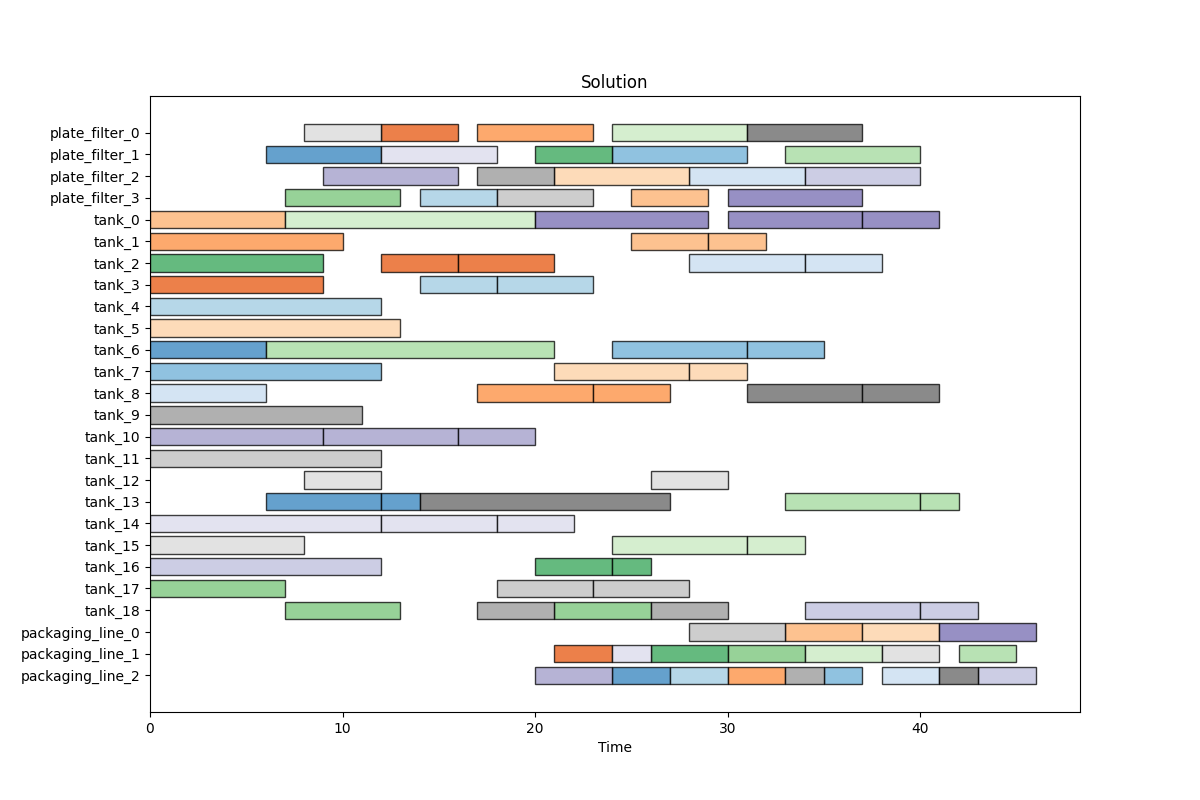 Solution
plate_filter_0
plate_filter_1
plate_filter_2
plate_filter_3
tank_0
tank_1
tank_2
tank_3
tank_4
tank_5
tank_6
tank_7
tank_8
tank_9
tank_10
tank_11
tank_12
tank_13
tank_14
tank_15
tank_16
tank_17
tank_18
packaging_line_0
packaging_line_1
packaging_line_2
0 10 20 30 40
Time